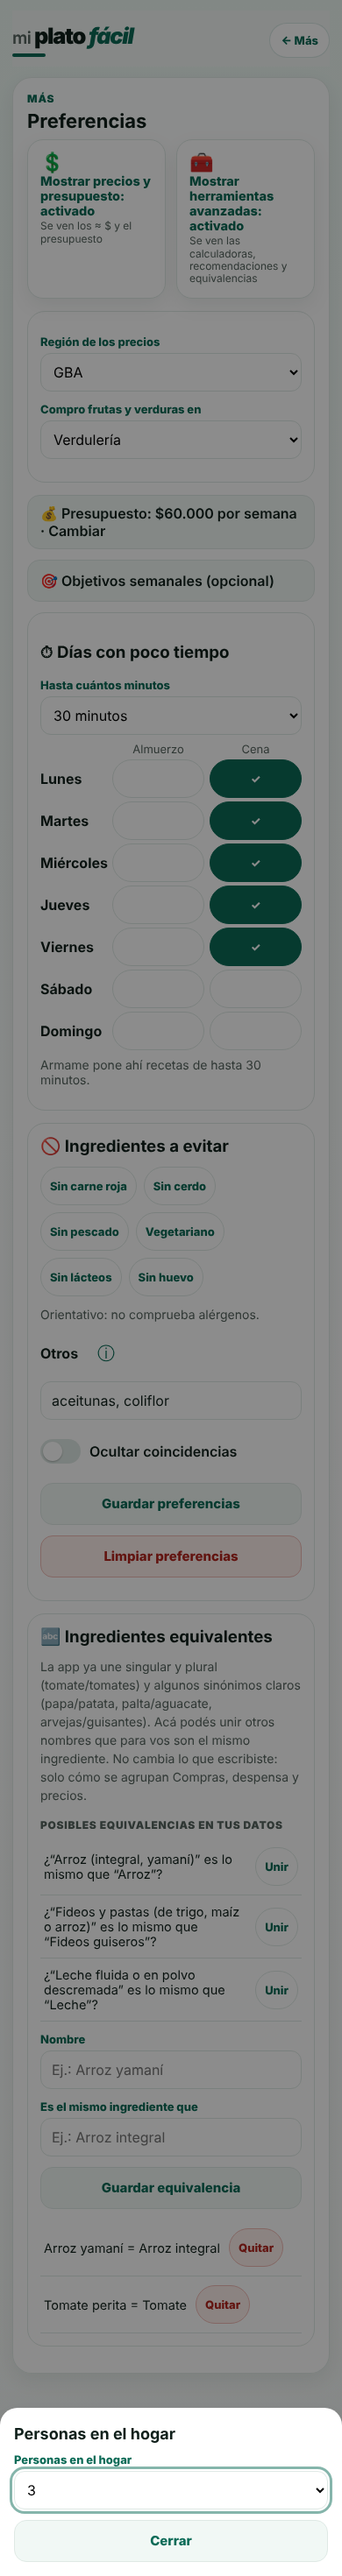 mi plato fácil
← Más
MÁS
Preferencias
Mostrar precios y
presupuesto:
activado
Se ven los ≈ $ y el
presupuesto
Mostrar
herramientas
avanzadas:
activado
Se ven las
calculadoras,
recomendaciones y
equivalencias
Región de los precios
GBA
Compro frutas y verduras en
Verdulería
💰 Presupuesto: $60.000 por semana
· Cambiar
🎯 Objetivos semanales (opcional)
⏱ Días con poco tiempo
Hasta cuántos minutos
30 minutos
Almuerzo Cena
Lunes ✓
Martes ✓
Miércoles ✓
Jueves ✓
Viernes ✓
Sábado
Domingo
Armame pone ahí recetas de hasta 30
minutos.
🚫 Ingredientes a evitar
Sin carne roja Sin cerdo
Sin pescado Vegetariano
Sin lácteos Sin huevo
Orientativo: no comprueba alérgenos.
Otros ⓘ
aceitunas, coliflor
Ocultar coincidencias
Guardar preferencias
Limpiar preferencias
🔤 Ingredientes equivalentes
La app ya une singular y plural
(tomate/tomates) y algunos sinónimos claros
(papa/patata, palta/aguacate,
arvejas/guisantes). Acá podés unir otros
nombres que para vos son el mismo
ingrediente. No cambia lo que escribiste:
solo cómo se agrupan Compras, despensa y
precios.
POSIBLES EQUIVALENCIAS EN TUS DATOS
¿“Arroz (integral, yamaní)” es lo
mismo que “Arroz”?
Unir
¿“Fideos y pastas (de trigo, maíz
o arroz)” es lo mismo que
“Fideos guiseros”?
Unir
¿“Leche fluida o en polvo
descremada” es lo mismo que
“Leche”?
Unir
Nombre
Ej.: Arroz yamaní
Es el mismo ingrediente que
Ej.: Arroz integral
Guardar equivalencia
Arroz yamaní = Arroz integral Quitar
Tomate perita = Tomate Quitar
Personas en el hogar
Personas en el hogar
3
Cerrar